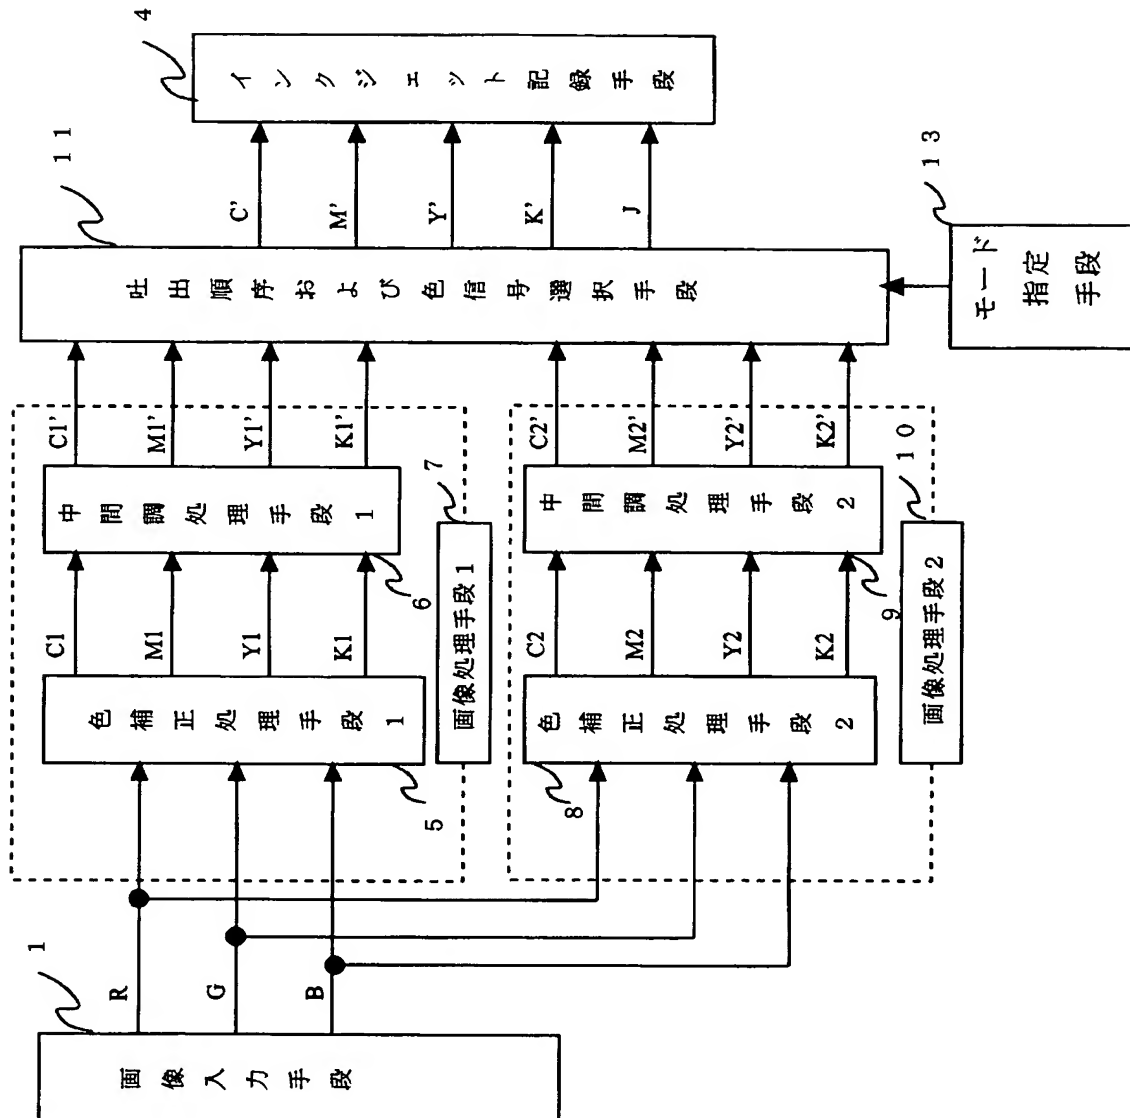 1
画像入力手段
R
G
B
5
色補正処理手段1
C1
M1
Y1
K1
6
中間調処理手段1
C1'
M1'
Y1'
K1'
画像処理手段1
7
8
色補正処理手段2
C2
M2
Y2
K2
9
中間調処理手段2
C2'
M2'
Y2'
K2'
画像処理手段2
10
11
吐出順序および色信号選択手段
モード
指定
手段
13
C'
M'
Y'
K'
J
4
インクジェット記録手段